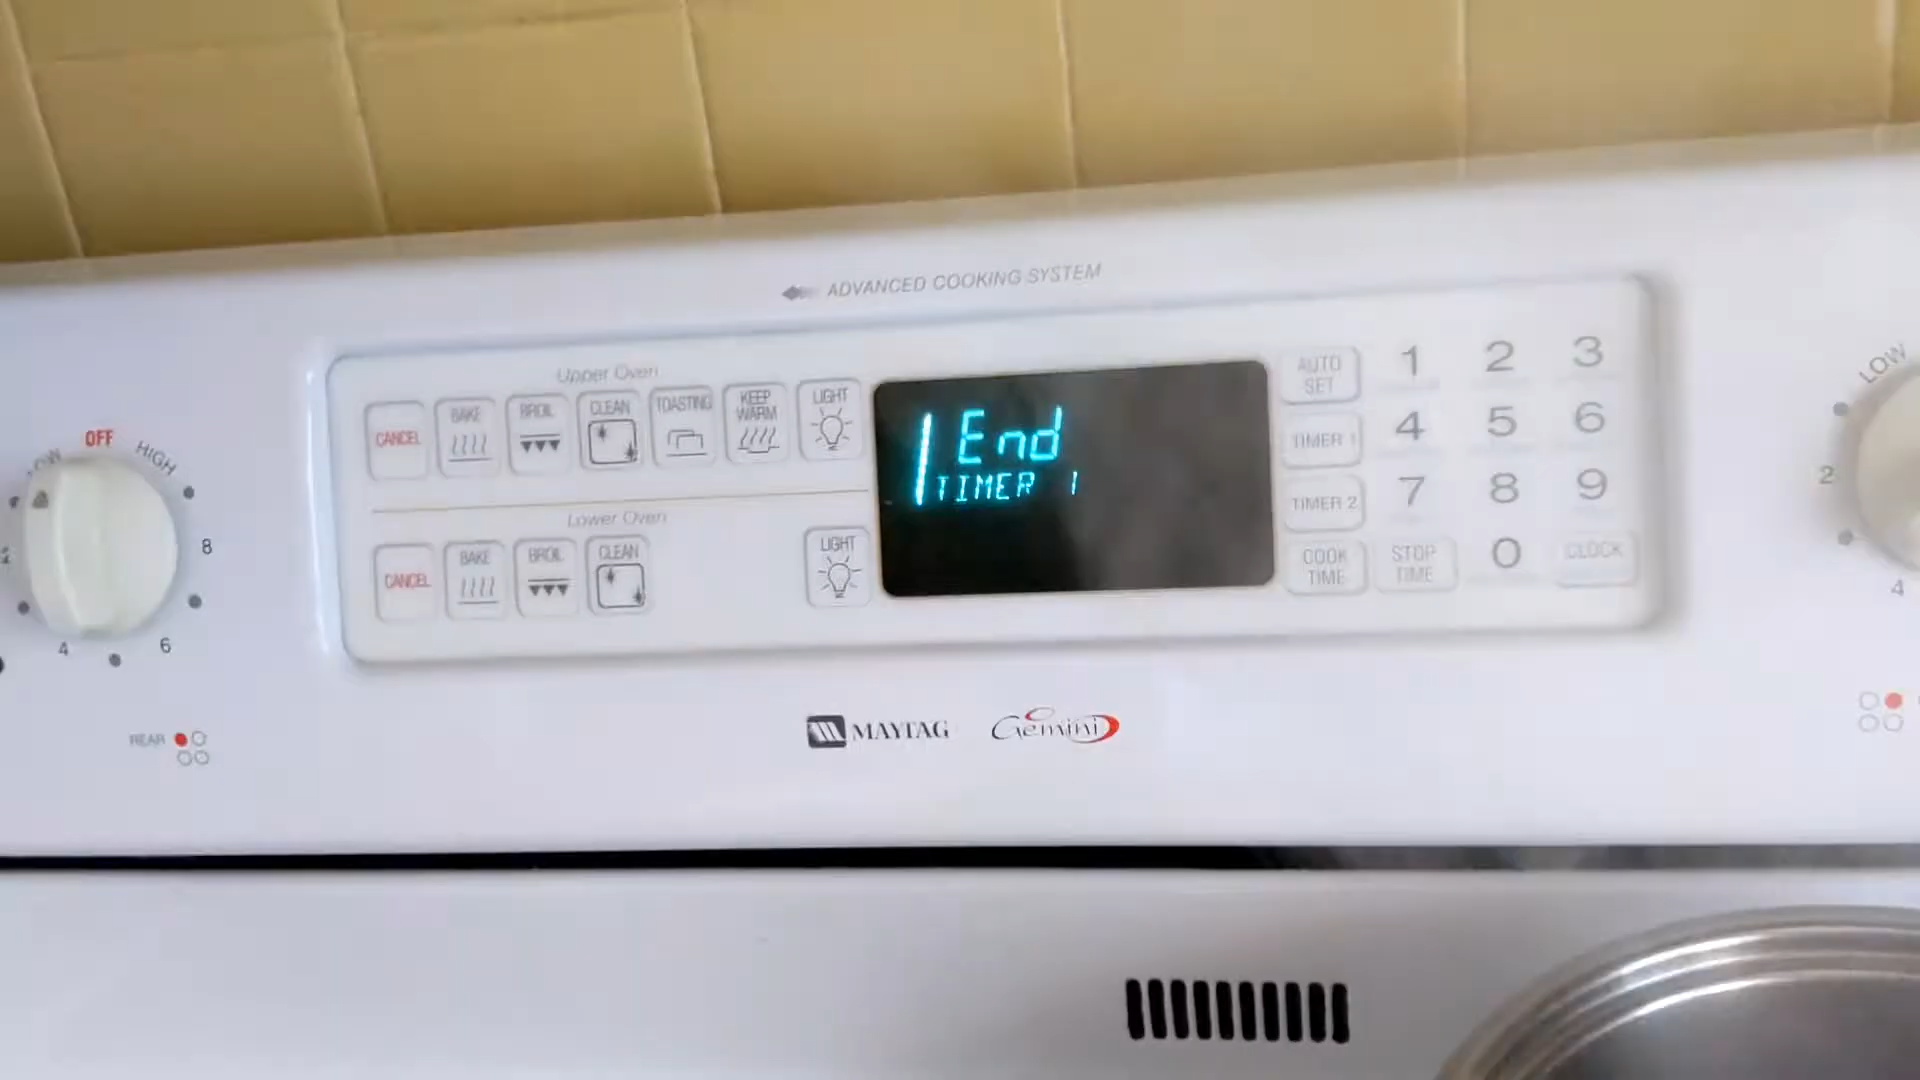 ADVANCED COOKING SYSTEM
Upper Oven
CANCEL
BAKE
BROIL
CLEAN
TOASTING
KEEP
WARM
LIGHT
Lower Oven
CANCEL
BAKE
BROIL
CLEAN
LIGHT
End
TIMER 1
AUTO
SET
1
2
3
TIMER 1
4
5
6
TIMER 2
7
8
9
COOK
TIME
STOP
TIME
0
CLOCK
OFF
LOW
HIGH
8
6
4
REAR
MAYTAG
Gemini
LOW
2
4